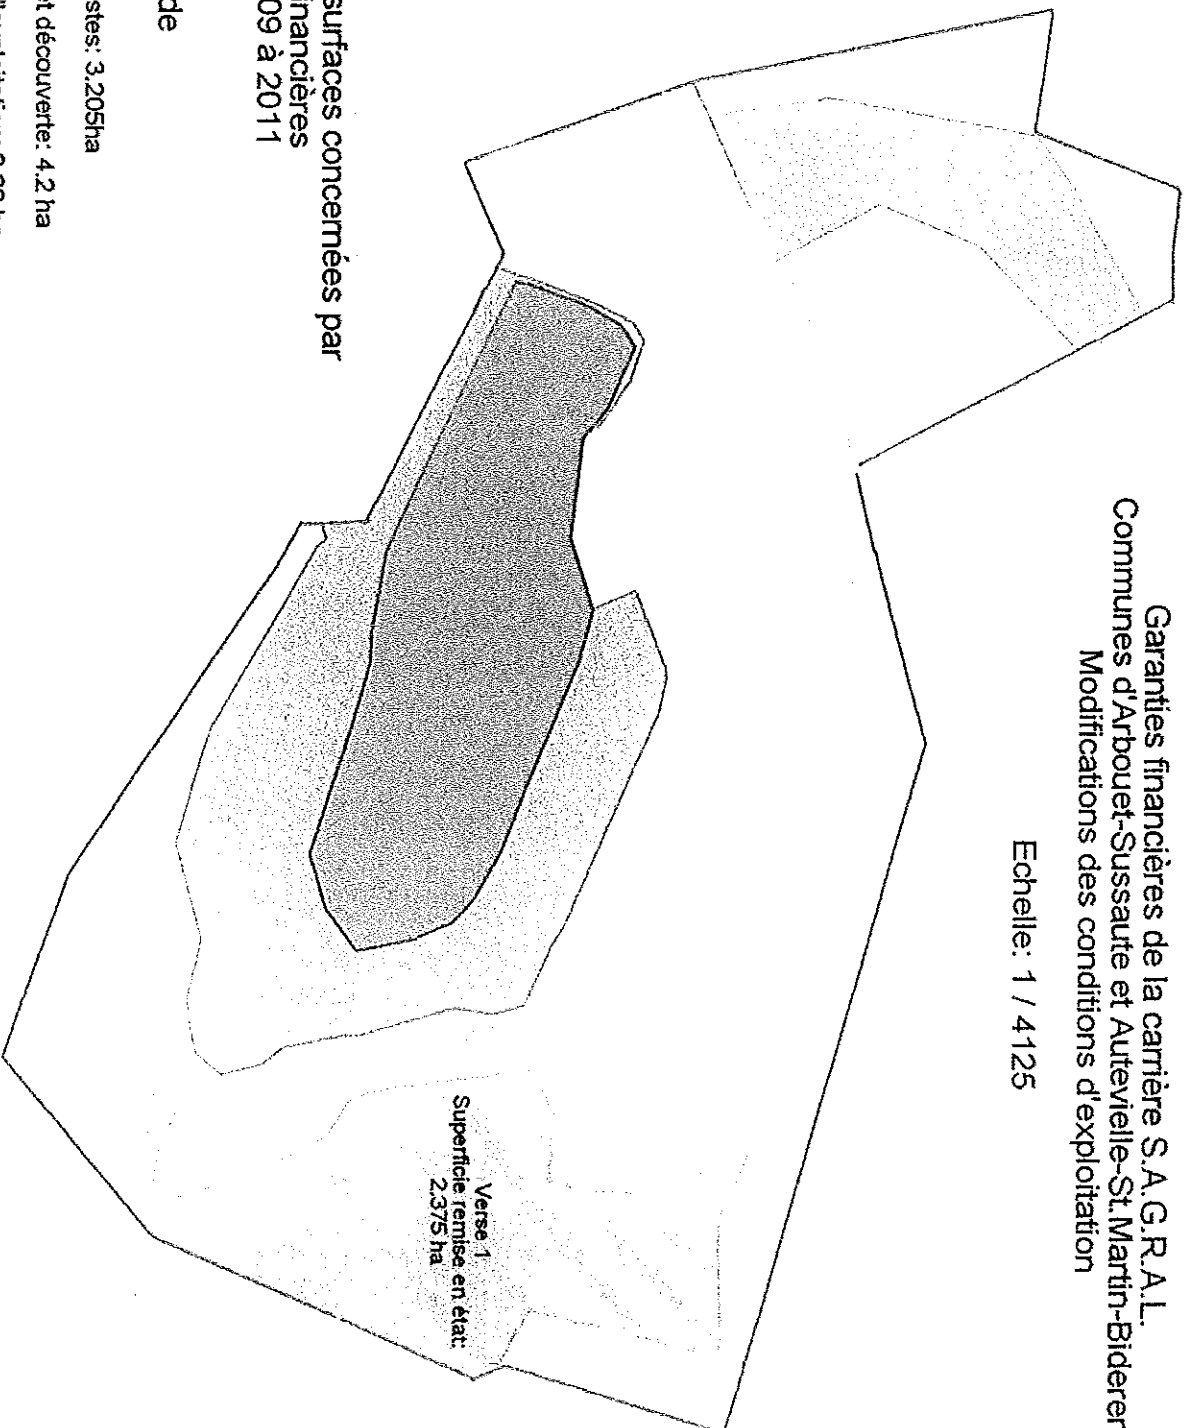 Garanties financières de la carrière S.A.G.R.A.L.
Communes d'Arbouet-Sussaute et Autevielle-St.Martin-Bideren
Modifications des conditions d'exploitation
Echelle: 1 / 4125
surfaces concernées par
financières
09 à 2011
de
stes: 3.205ha
et découverte: 4.2 ha
Verse 1
Superficie remise en état:
2.375 ha